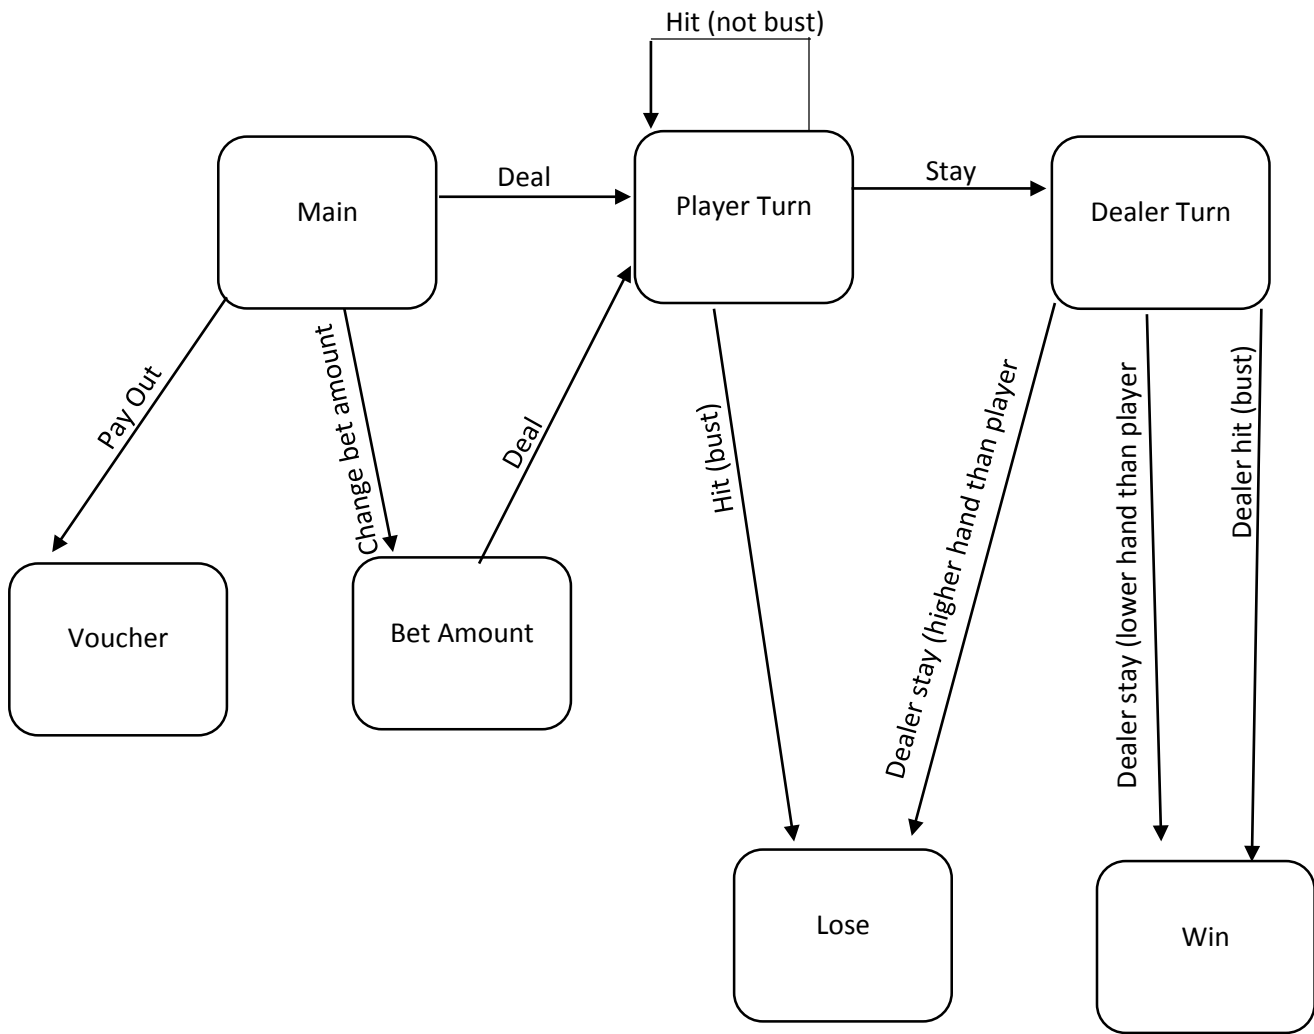 Hit (not bust)
Main
Deal
Player Turn
Stay
Dealer Turn
Pay Out
Change bet amount
Deal
Hit (bust)
Dealer stay (higher hand than player
Dealer stay (lower hand than player
Dealer hit (bust)
Voucher
Bet Amount
Lose
Win